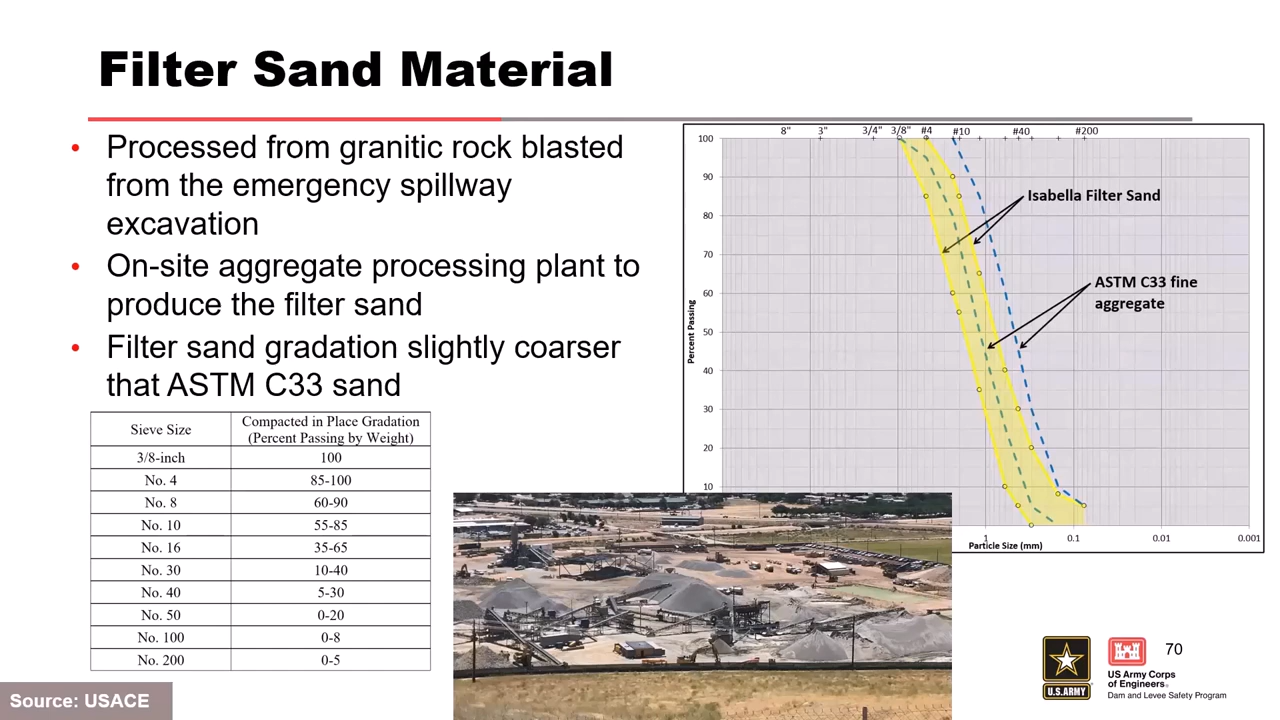 Filter Sand Material
• Processed from granitic rock blasted
from the emergency spillway
excavation
• On-site aggregate processing plant to
produce the filter sand
• Filter sand gradation slightly coarser
that ASTM C33 sand
Sieve Size
Compacted in Place Gradation
(Percent Passing by Weight)
3/8-inch 100
No. 4 85-100
No. 8 60-90
No. 10 55-85
No. 16 35-65
No. 30 10-40
No. 40 5-30
No. 50 0-20
No. 100 0-8
No. 200 0-5
8" 3" 3/4" 3/8" #4 #10 #40 #200
100
90
80
70
60
50
40
30
20
10
Percent Passing
Isabella Filter Sand
ASTM C33 fine
aggregate
1 0.1 0.01 0.001
Particle Size (mm)
U.S.ARMY
US Army Corps
of Engineers®
Dam and Levee Safety Program
70
Source: USACE